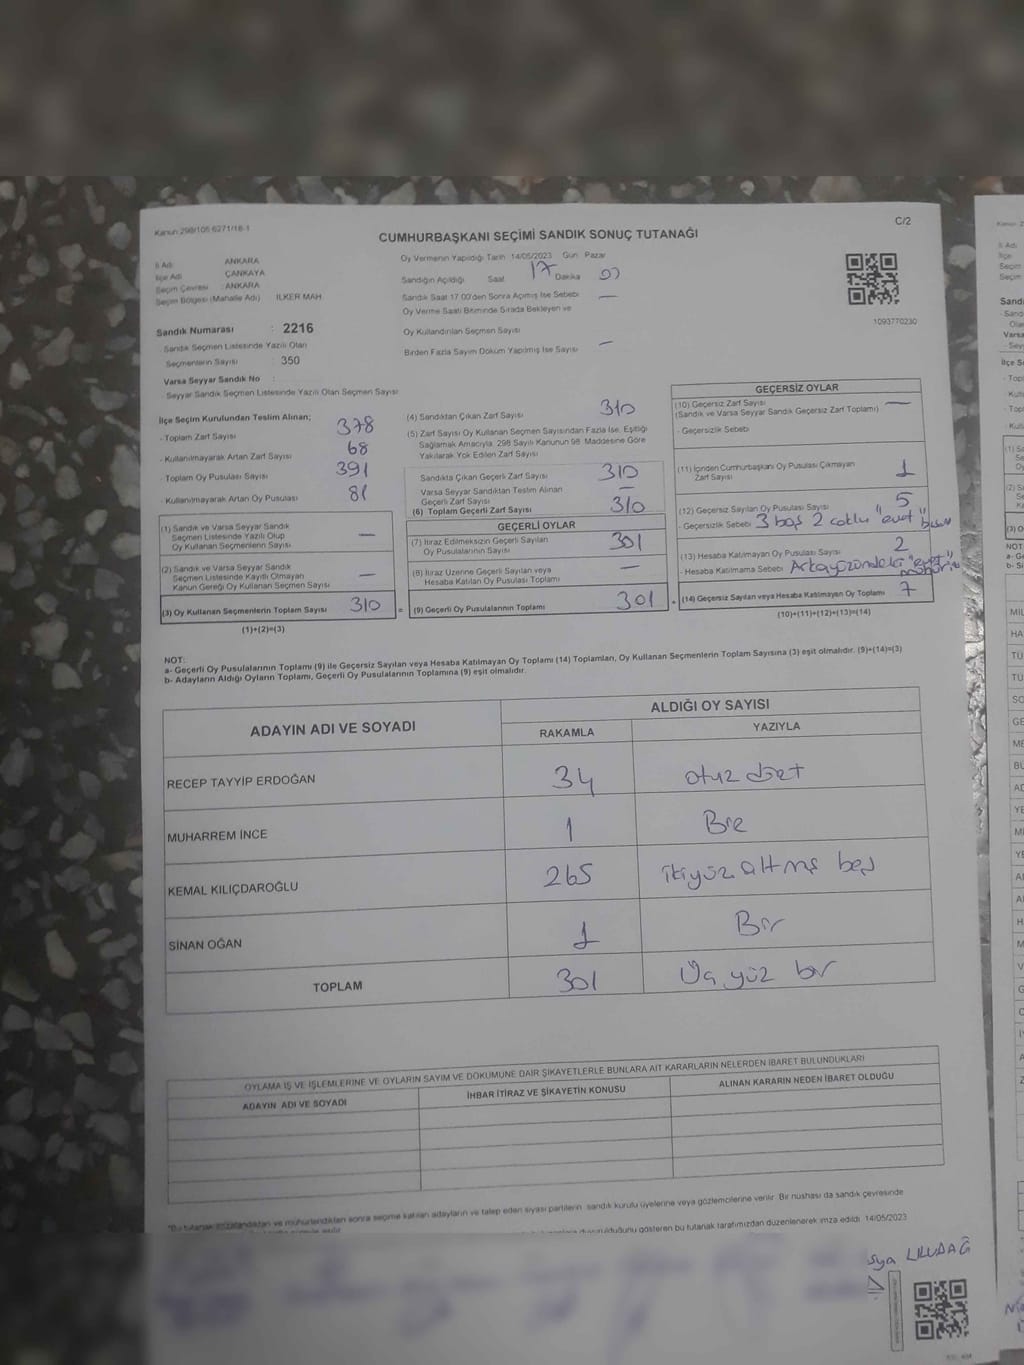 Kanun 298/105 6271/18-1
C/2
CUMHURBAŞKANI SEÇİMİ SANDIK SONUÇ TUTANAĞI
İl Adı : ANKARA
İlçe Adı : ÇANKAYA
Seçim Çevresi : ANKARA
Seçim Bölgesi (Mahalle Adı) İLKER MAH
Sandık Numarası : 2216
Sandık Seçmen Listesinde Yazılı Olan
Seçmenlerin Sayısı : 350
Varsa Seyyar Sandık No :
Seyyar Sandık Seçmen Listesinde Yazılı Olan Seçmen Sayısı
Oy Vermenin Yapıldığı Tarih 14/05/2023 Gün Pazar
Sandığın Açıldığı Saat 17 Dakika
Sandık Saat 17 00'den Sonra Açılmış İse Sebebi —
Oy Verme Saati Bitiminde Sırada Bekleyen ve
Oy Kullandırılan Seçmen Sayısı
Birden Fazla Sayım Döküm Yapılmış İse Sayısı —
1093770230
İlçe Seçim Kurulundan Teslim Alınan;
- Toplam Zarf Sayısı 378
- Kullanılmayarak Artan Zarf Sayısı 68
- Toplam Oy Pusulası Sayısı 391
- Kullanılmayarak Artan Oy Pusulası 81
(1) Sandık ve Varsa Seyyar Sandık
Seçmen Listesinde Yazılı Olup
Oy Kullanan Seçmenlerin Sayısı —
(2) Sandık ve Varsa Seyyar Sandık
Seçmen Listesinde Kayıtlı Olmayan
Kanun Gereği Oy Kullanan Seçmen Sayısı —
(3) Oy Kullanan Seçmenlerin Toplam Sayısı 310 =
(1)+(2)=(3)
(4) Sandıktan Çıkan Zarf Sayısı 310
(5) Zarf Sayısı Oy Kullanan Seçmen Sayısından Fazla İse, Eşitliği
Sağlamak Amacıyla, 298 Sayılı Kanunun 98. Maddesine Göre
Yakılarak Yok Edilen Zarf Sayısı
Sandıkta Çıkan Geçerli Zarf Sayısı 310
Varsa Seyyar Sandıktan Teslim Alınan
Geçerli Zarf Sayısı —
(6) Toplam Geçerli Zarf Sayısı 310
GEÇERLİ OYLAR
(7) İtiraz Edilmeksizin Geçerli Sayılan
Oy Pusulalarının Sayısı 301
(8) İtiraz Üzerine Geçerli Sayılan veya
Hesaba Katılan Oy Pusulası Toplamı —
(9) Geçerli Oy Pusulalarının Toplamı 301 +
GEÇERSİZ OYLAR
(10) Geçersiz Zarf Sayısı
(Sandık ve Varsa Seyyar Sandık Geçersiz Zarf Toplamı) —
- Geçersizlik Sebebi
(11) İçinden Cumhurbaşkanı Oy Pusulası Çıkmayan
Zarf Sayısı 1
(12) Geçersiz Sayılan Oy Pusulası Sayısı 5
- Geçersizlik Sebebi 3 boş 2 çoklu "evet"
(13) Hesaba Katılmayan Oy Pusulası Sayısı 2
- Hesaba Katılmama Sebebi Arkayüzündeki "evet"
(14) Geçersiz Sayılan veya Hesaba Katılmayan Oy Toplamı 7
(10)+(11)+(12)+(13)=(14)
NOT:
a- Geçerli Oy Pusulalarının Toplamı (9) ile Geçersiz Sayılan veya Hesaba Katılmayan Oy Toplamı (14) Toplamları, Oy Kullanan Seçmenlerin Toplam Sayısına (3) eşit olmalıdır. (9)+(14)=(3)
b- Adayların Aldığı Oyların Toplamı, Geçerli Oy Pusulalarının Toplamına (9) eşit olmalıdır.
ADAYIN ADI VE SOYADI
ALDIĞI OY SAYISI
RAKAMLA YAZIYLA
RECEP TAYYİP ERDOĞAN 34 otuz dört
MUHARREM İNCE 1 Bir
KEMAL KILIÇDAROĞLU 265 ikiyüz altmış beş
SİNAN OĞAN 1 Bir
TOPLAM 301 Üç yüz bir
OYLAMA İŞ VE İŞLEMLERİNE VE OYLARIN SAYIM VE DÖKÜMÜNE DAİR ŞİKAYETLERLE BUNLARA AİT KARARLARIN NELERDEN İBARET BULUNDUKLARI
ADAYIN ADI VE SOYADI
İHBAR İTİRAZ VE ŞİKAYETİN KONUSU
ALINAN KARARIN NEDEN İBARET OLDUĞU
*Bu tutanak imzalandıktan ve mühürlendikten sonra seçime katılan adayların ve talep eden siyasi partilerin sandık kurulu üyelerine veya gözlemcilerine verilir. Bir nüshası da sandık çevresinde
olduğunu gösteren bu tutanak tarafımızdan düzenlenerek imza edildi. 14/05/2023
ULUDAĞ